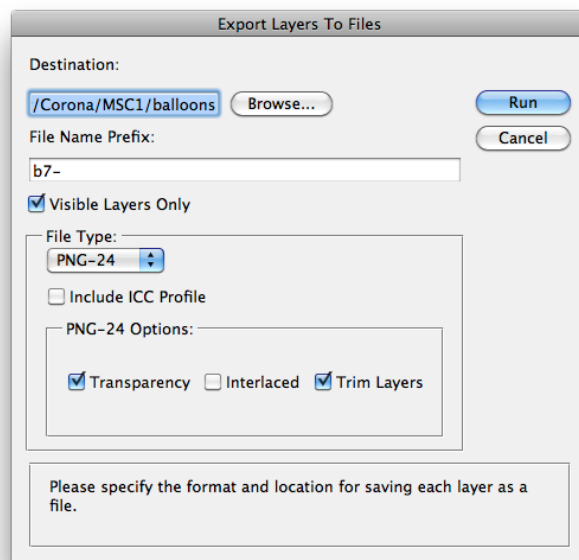 Export Layers To Files
Destination:
/Corona/MSC1/balloons
Browse...
Run
File Name Prefix:
Cancel
b7-
Visible Layers Only
File Type:
PNG-24
Include ICC Profile
PNG-24 Options:
Transparency
Interlaced
Trim Layers
Please specify the format and location for saving each layer as a
file.